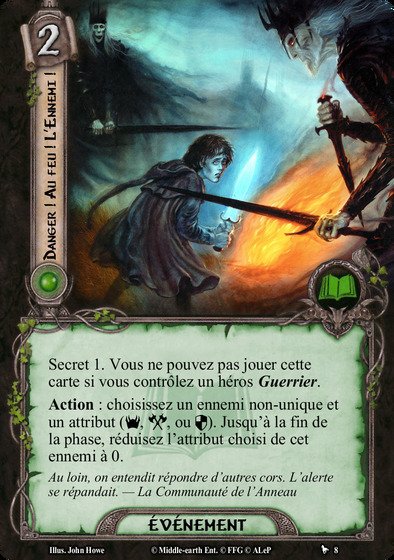 2
DANGER ! AU FEU ! L'ENNEMI !
Secret 1. Vous ne pouvez pas jouer cette
carte si vous contrôlez un héros Guerrier.
Action : choisissez un ennemi non-unique et
un attribut ( , , ou ). Jusqu'à la fin de
la phase, réduisez l'attribut choisi de cet
ennemi à 0.
Au loin, on entendit répondre d'autres cors. L'alerte
se répandait. — La Communauté de l'Anneau
ÉVÉNEMENT
Illus. John Howe © Middle-earth Ent. © FFG © ALeP 8